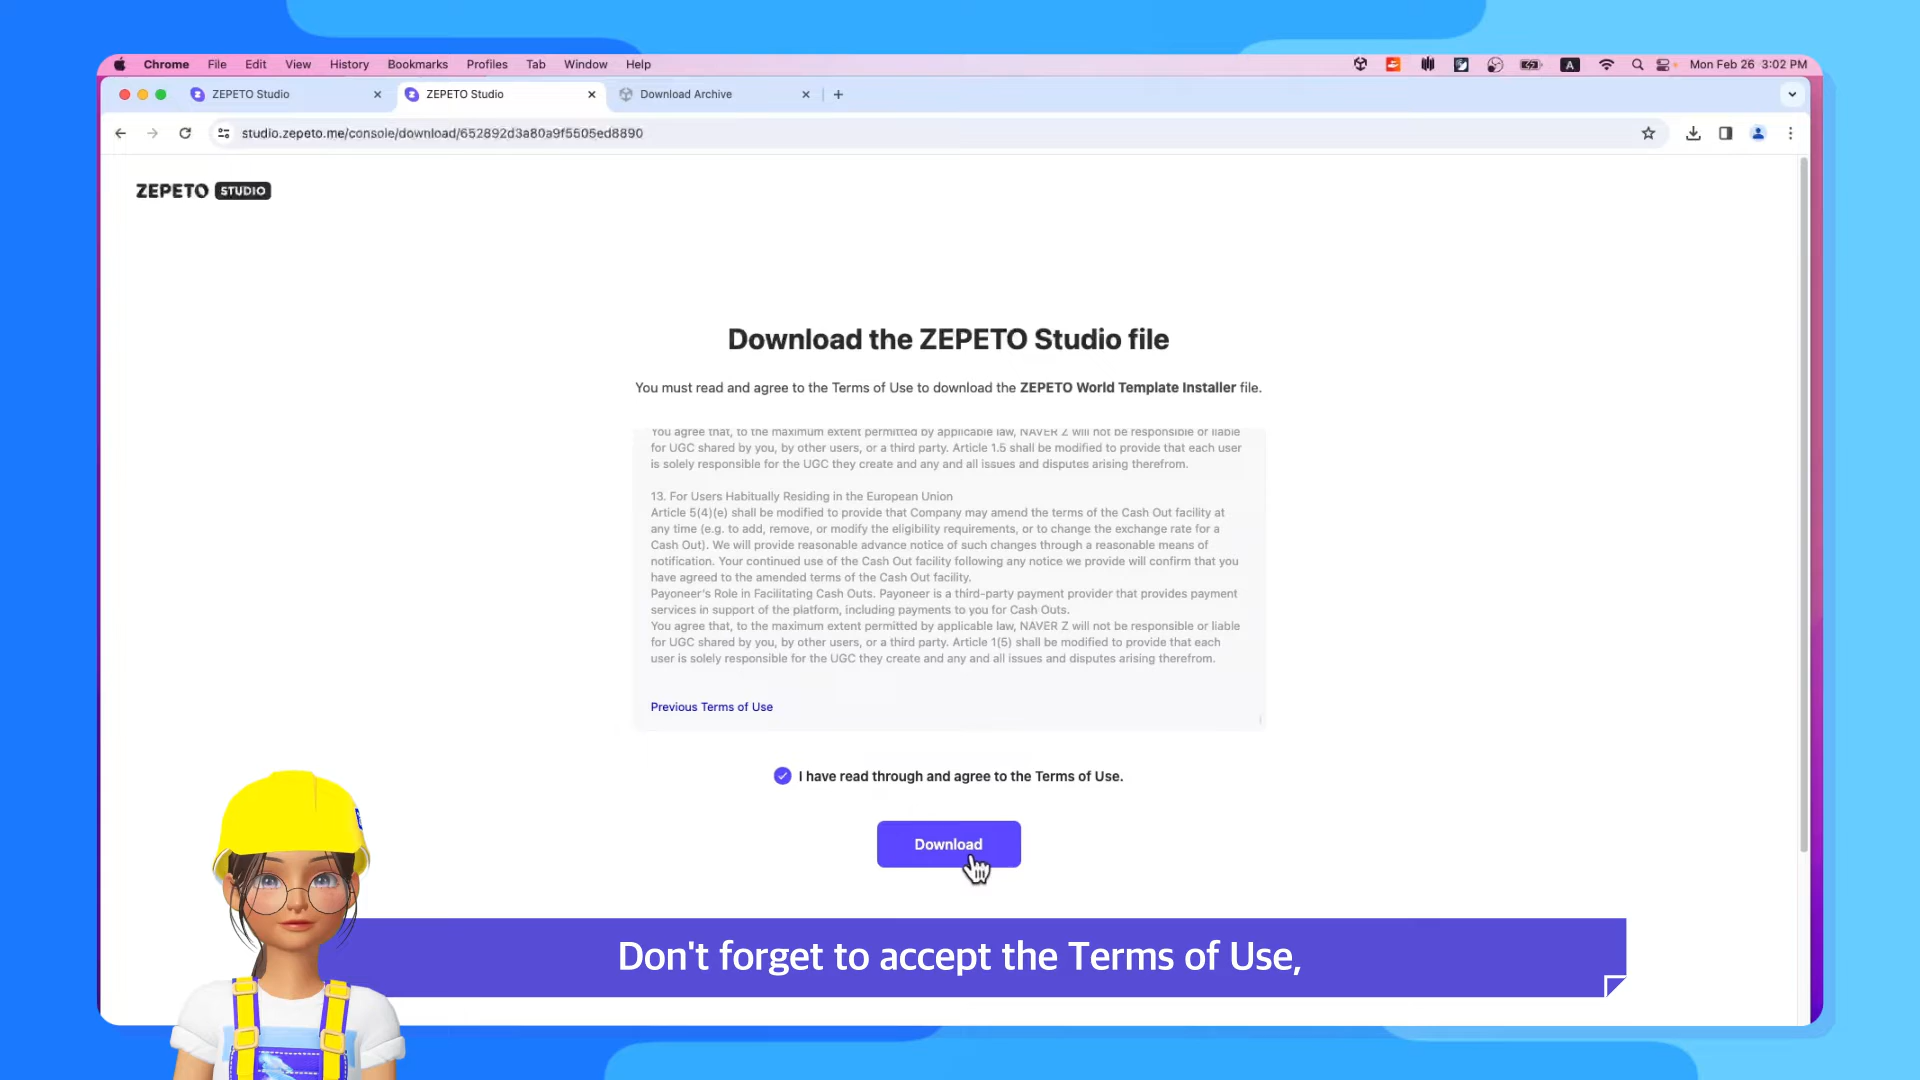 Chrome File Edit View History Bookmarks Profiles Tab Window Help A Mon Feb 26 3:02 PM
ZEPETO Studio ZEPETO Studio Download Archive
studio.zepeto.me/console/download/652892d3a80a9f5505ed8890
ZEPETO STUDIO
Download the ZEPETO Studio file
You must read and agree to the Terms of Use to download the ZEPETO World Template Installer file.
You agree that, to the maximum extent permitted by applicable law, NAVER Z will not be responsible or liable
for UGC shared by you, by other users, or a third party. Article 1.5 shall be modified to provide that each user
is solely responsible for the UGC they create and any and all issues and disputes arising therefrom.
13. For Users Habitually Residing in the European Union
Article 5(4)(e) shall be modified to provide that Company may amend the terms of the Cash Out facility at
any time (e.g. to add, remove, or modify the eligibility requirements, or to change the exchange rate for a
Cash Out). We will provide reasonable advance notice of such changes through a reasonable means of
notification. Your continued use of the Cash Out facility following any notice we provide will confirm that you
have agreed to the amended terms of the Cash Out facility.
Payoneer's Role in Facilitating Cash Outs. Payoneer is a third-party payment provider that provides payment
services in support of the platform, including payments to you for Cash Outs.
You agree that, to the maximum extent permitted by applicable law, NAVER Z will not be responsible or liable
for UGC shared by you, by other users, or a third party. Article 1(5) shall be modified to provide that each
user is solely responsible for the UGC they create and any and all issues and disputes arising therefrom.
Previous Terms of Use
I have read through and agree to the Terms of Use.
Download
Don't forget to accept the Terms of Use,